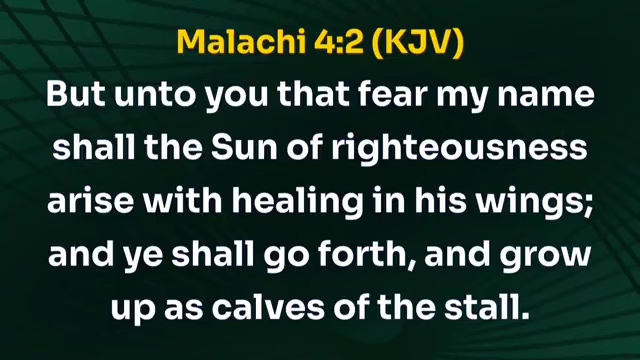 Malachi 4:2 (KJV)
But unto you that fear my name
shall the Sun of righteousness
arise with healing in his wings;
and ye shall go forth, and grow
up as calves of the stall.